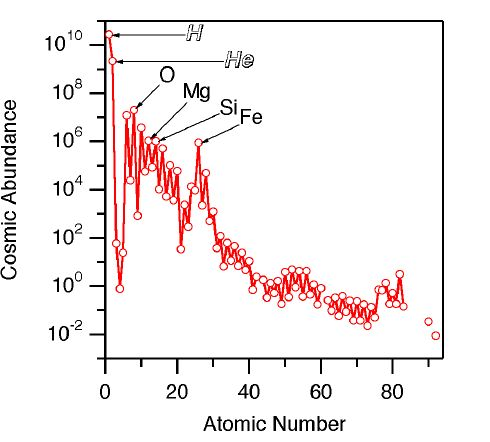 Cosmic Abundance
10^10
10^8
10^6
10^4
10^2
10^0
10^-2
H
He
O
Mg
Si
Fe
0 20 40 60 80
Atomic Number